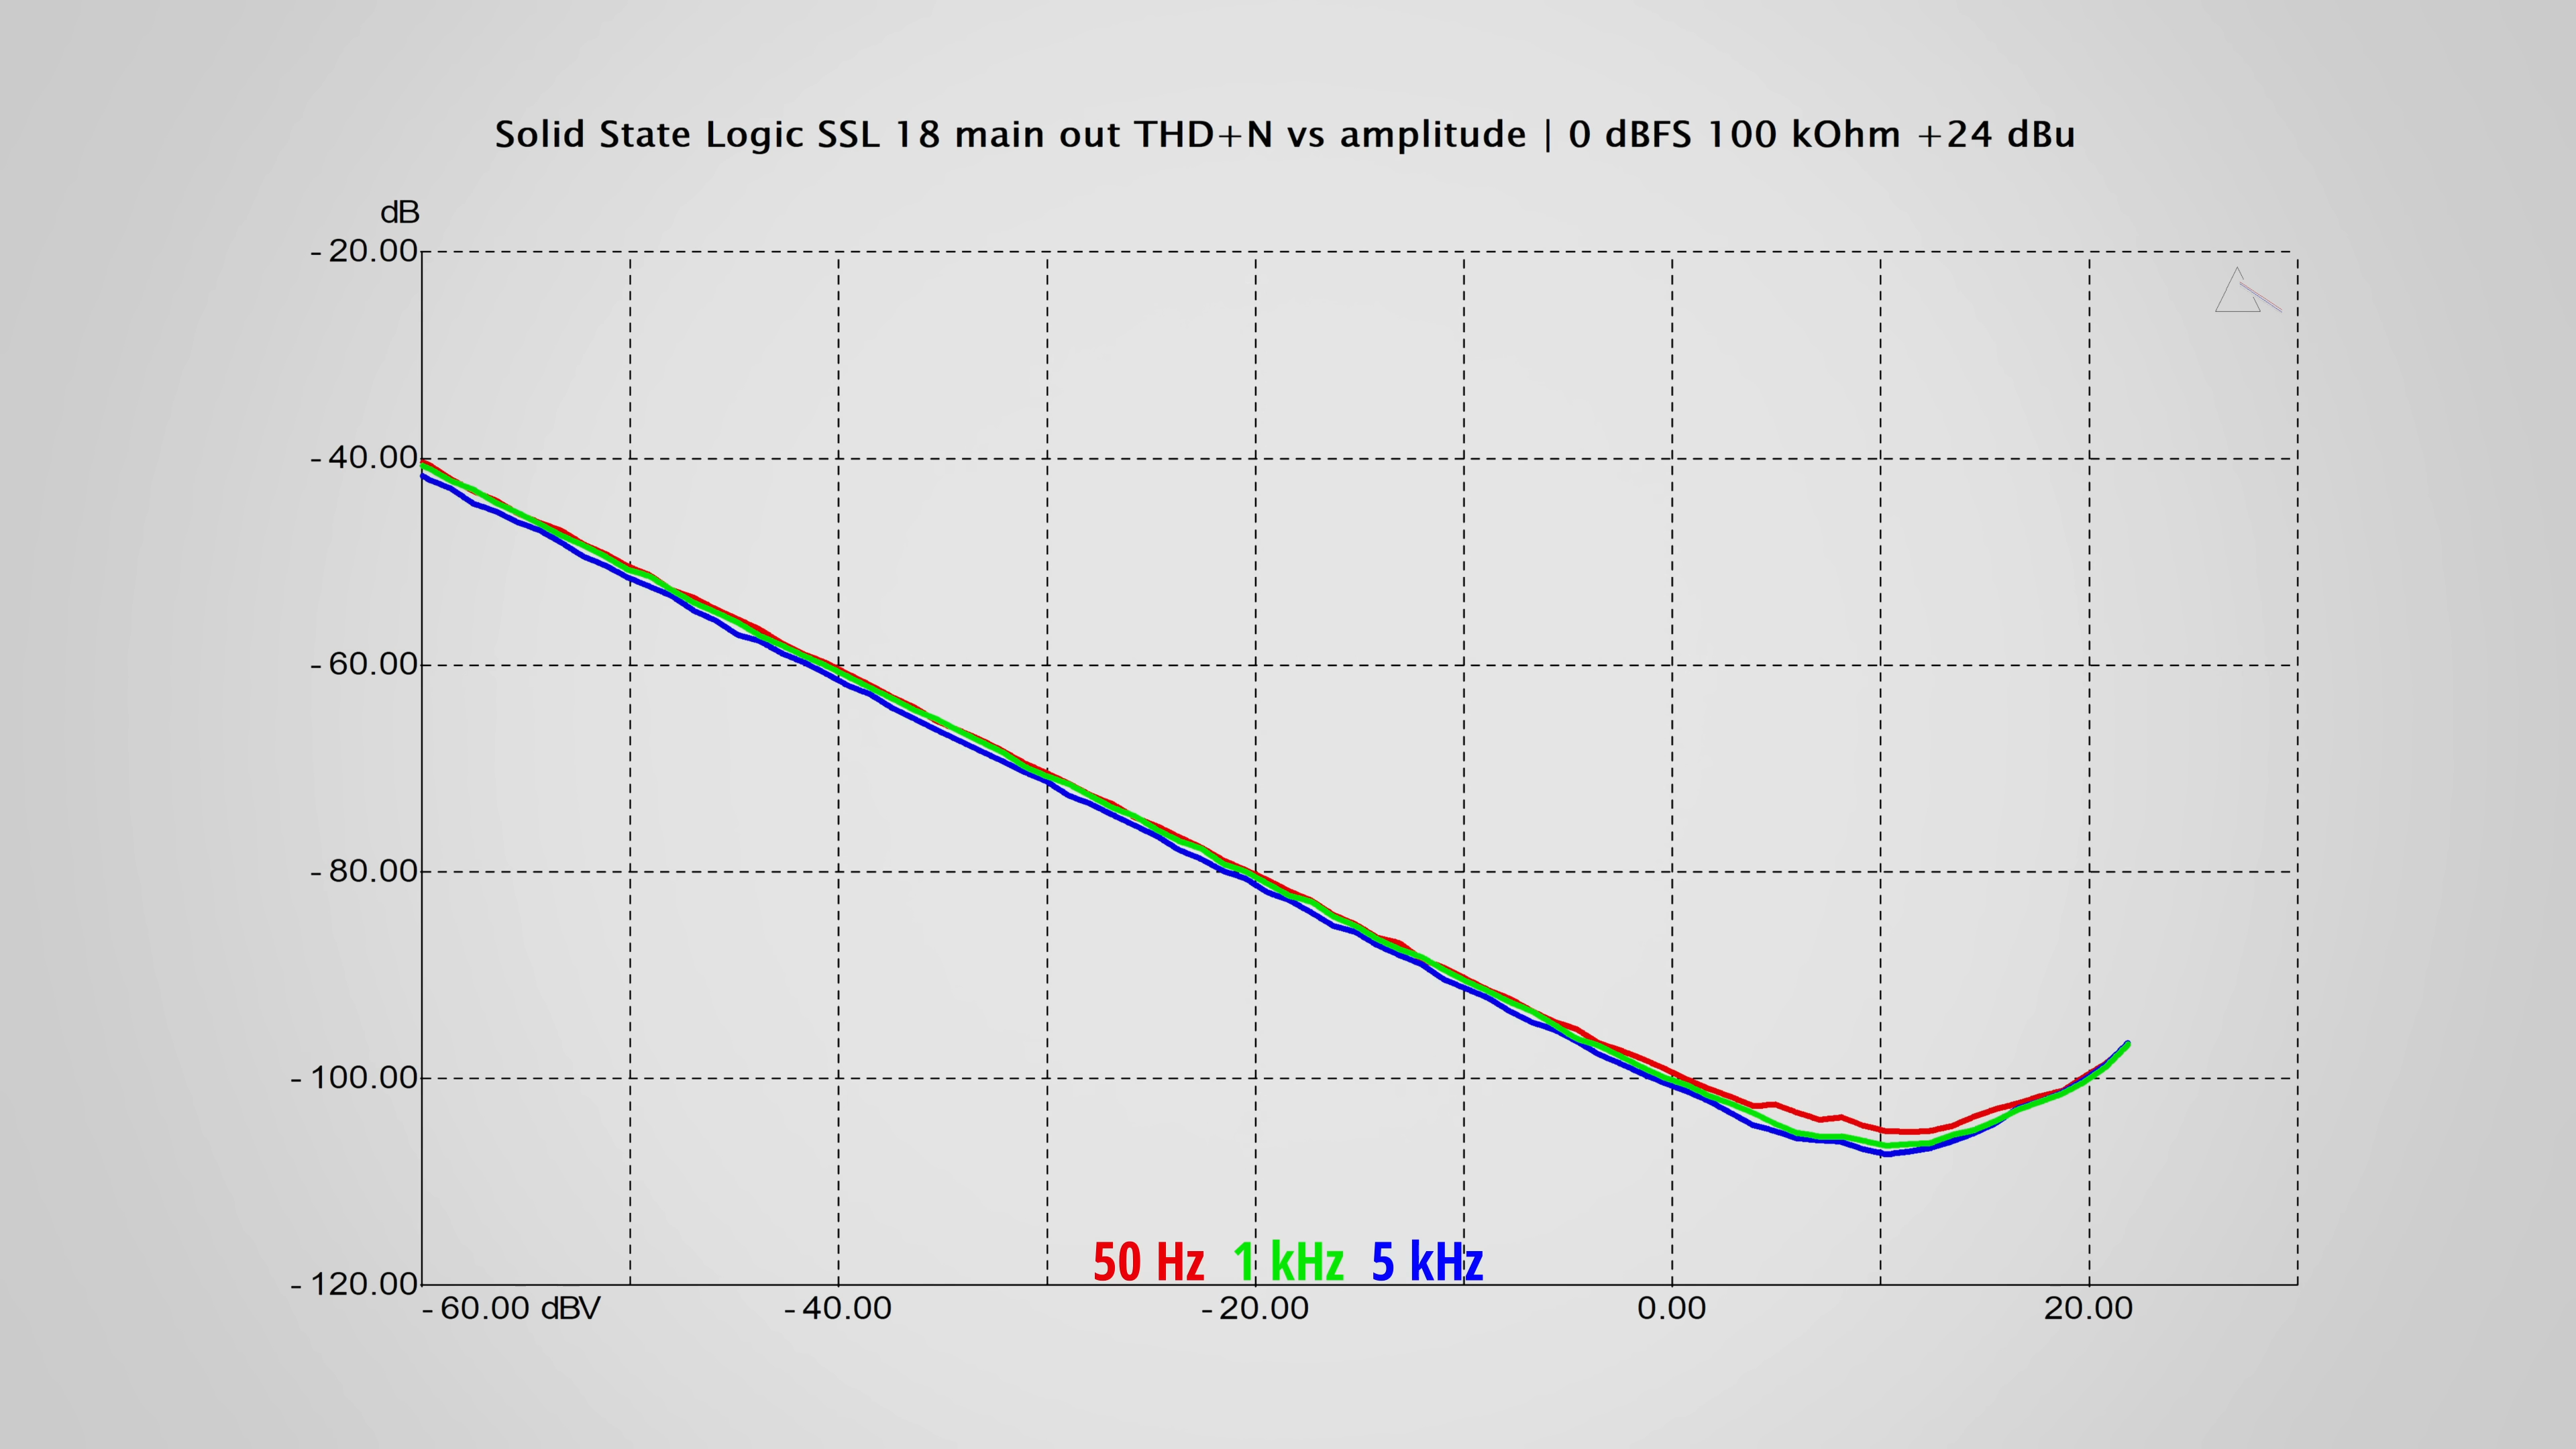 Solid State Logic SSL 18 main out THD+N vs amplitude | 0 dBFS 100 kOhm +24 dBu
dB
-20.00
-40.00
-60.00
-80.00
-100.00
-120.00
50 Hz 1 kHz 5 kHz
-60.00 dBV -40.00 -20.00 0.00 20.00